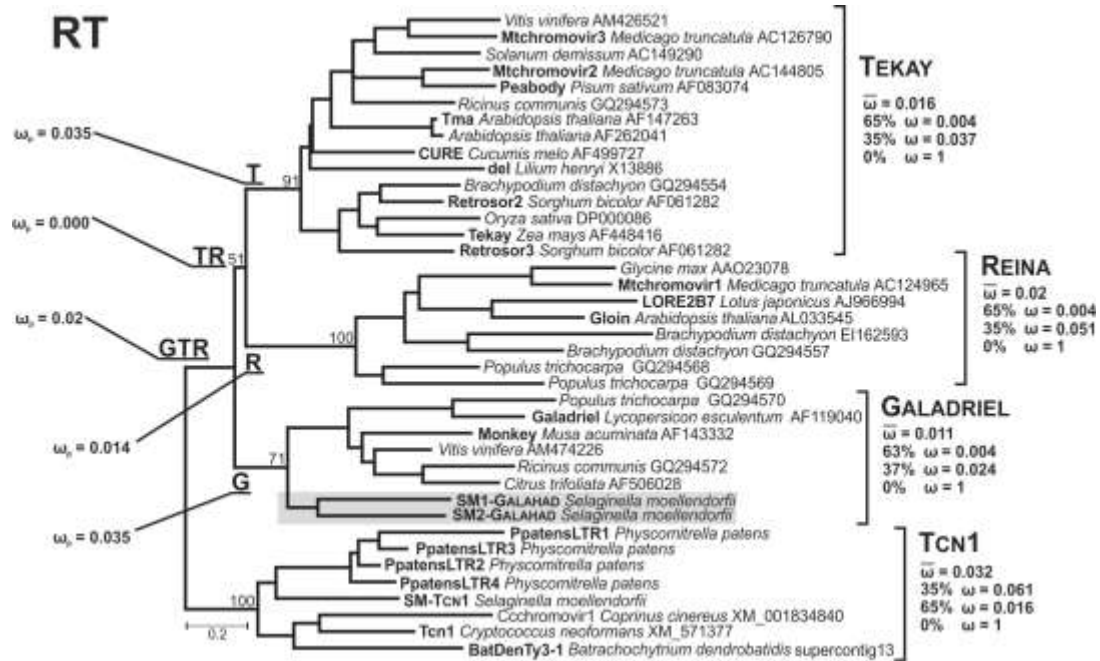 RT
Vitis vinifera AM426521
Mtchromovir3 Medicago truncatula AC126790
Solanum demissum AC149290
Mtchromovir2 Medicago truncatula AC144805
Peabody Pisum sativum AF083074
Ricinus communis GQ294573
Tma Arabidopsis thaliana AF147263
Arabidopsis thaliana AF262041
CURE Cucumis melo AF499727
del Lilium henryi X13886
Brachypodium distachyon GQ294554
Retrosor2 Sorghum bicolor AF061282
Oryza sativa DP000086
Tekay Zea mays AF448416
Retrosor3 Sorghum bicolor AF061282
TEKAY
ω̅ = 0.016
65% ω = 0.004
35% ω = 0.037
0% ω = 1
Glycine max AAO23078
Mtchromovir1 Medicago truncatula AC124965
LORE2B7 Lotus japonicus AJ966994
Gloin Arabidopsis thaliana AL033545
Brachypodium distachyon EI162593
Brachypodium distachyon GQ294557
Populus trichocarpa GQ294568
Populus trichocarpa GQ294569
REINA
ω̅ = 0.02
65% ω = 0.004
35% ω = 0.051
0% ω = 1
Populus trichocarpa GQ294570
Galadriel Lycopersicon esculentum AF119040
Monkey Musa acuminata AF143332
Vitis vinifera AM474226
Ricinus communis GQ294572
Citrus trifoliata AF506028
SM1-GALAHAD Selaginella moellendorfii
SM2-GALAHAD Selaginella moellendorfii
GALADRIEL
ω̅ = 0.011
63% ω = 0.004
37% ω = 0.024
0% ω = 1
PpatensLTR1 Physcomitrella patens
PpatensLTR3 Physcomitrella patens
PpatensLTR2 Physcomitrella patens
PpatensLTR4 Physcomitrella patens
SM-TCN1 Selaginella moellendorfii
Ccchromovir1 Coprinus cinereus XM_001834840
Tcn1 Cryptococcus neoformans XM_571377
BatDenTy3-1 Batrachochytrium dendrobatidis supercontig13
TCN1
ω̅ = 0.032
35% ω = 0.061
65% ω = 0.016
0% ω = 1
ωp = 0.035
T
91
ωp = 0.000
TR
51
ωp = 0.02
GTR
R
100
ωp = 0.014
G
71
ωp = 0.035
100
0.2